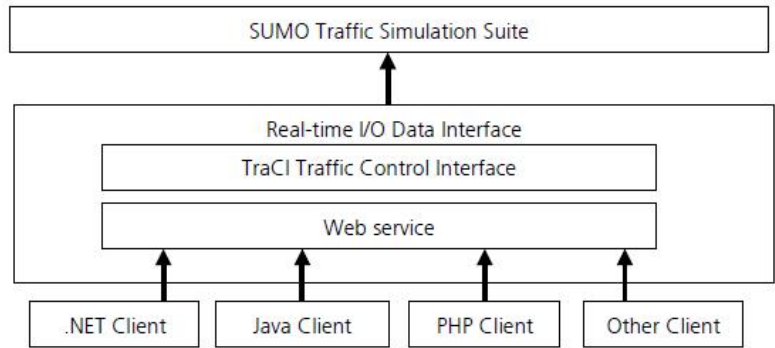 SUMO Traffic Simulation Suite
Real-time I/O Data Interface
TraCI Traffic Control Interface
Web service
.NET Client
Java Client
PHP Client
Other Client